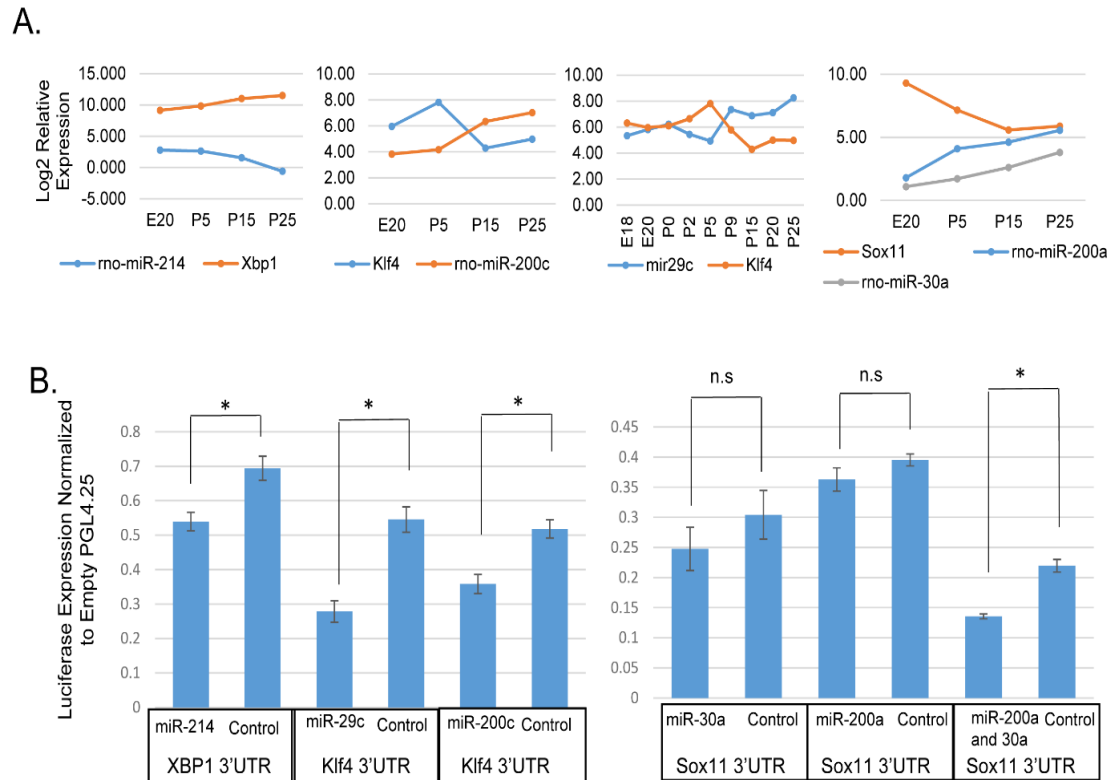 A.
Log2 Relative
Expression
15.000
10.000
5.000
0.000
-5.000
E20 P5 P15 P25
rno-miR-214 Xbp1
10.00
8.00
6.00
4.00
2.00
0.00
E20 P5 P15 P25
Klf4 rno-miR-200c
10.00
8.00
6.00
4.00
2.00
0.00
E18 E20 P0 P2 P5 P9 P15 P20 P25
mir29c Klf4
10.00
5.00
0.00
E20 P5 P15 P25
Sox11 rno-miR-200a
rno-miR-30a
B.
Luciferase Expression Normalized
to Empty PGL4.25
0.8
0.7
0.6
0.5
0.4
0.3
0.2
0.1
0
* * *
miR-214 Control miR-29c Control miR-200c Control
XBP1 3'UTR Klf4 3'UTR Klf4 3'UTR
0.45
0.4
0.35
0.3
0.25
0.2
0.15
0.1
0.05
0
n.s n.s *
miR-30a Control miR-200a Control miR-200a Control
and 30a
Sox11 3'UTR Sox11 3'UTR Sox11 3'UTR